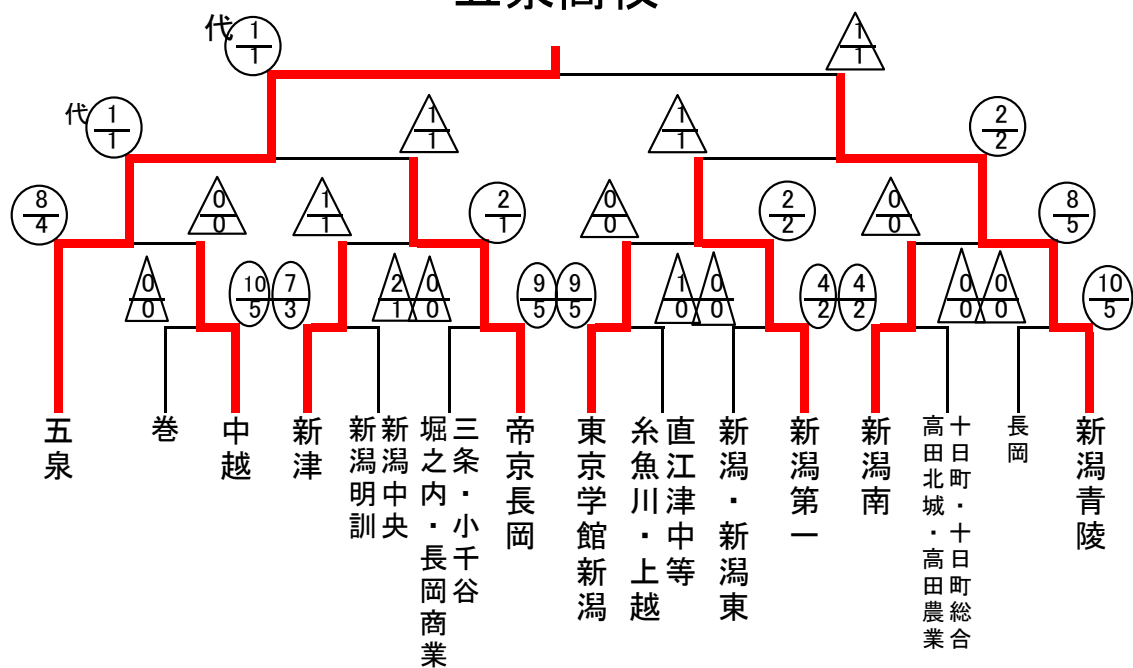 五泉高校
代 1/1
1/1
代 1/1
1/1
1/1
2/2
8/4
0/0
1/1
2/1
0/0
2/2
0/0
8/5
0/0
10/5
7/3
2/1
0/0
9/5
9/5
1/0
0/0
4/2
4/2
0/0
0/0
10/5
五泉
巻
中越
新津
新潟中央
新潟明訓
三条・小千谷
堀之内・長岡商業
帝京長岡
東京学館新潟
直江津中等
糸魚川・上越
新潟・新潟東
新潟第一
新潟南
十日町・十日町総合
高田北城・高田農業
長岡
新潟青陵